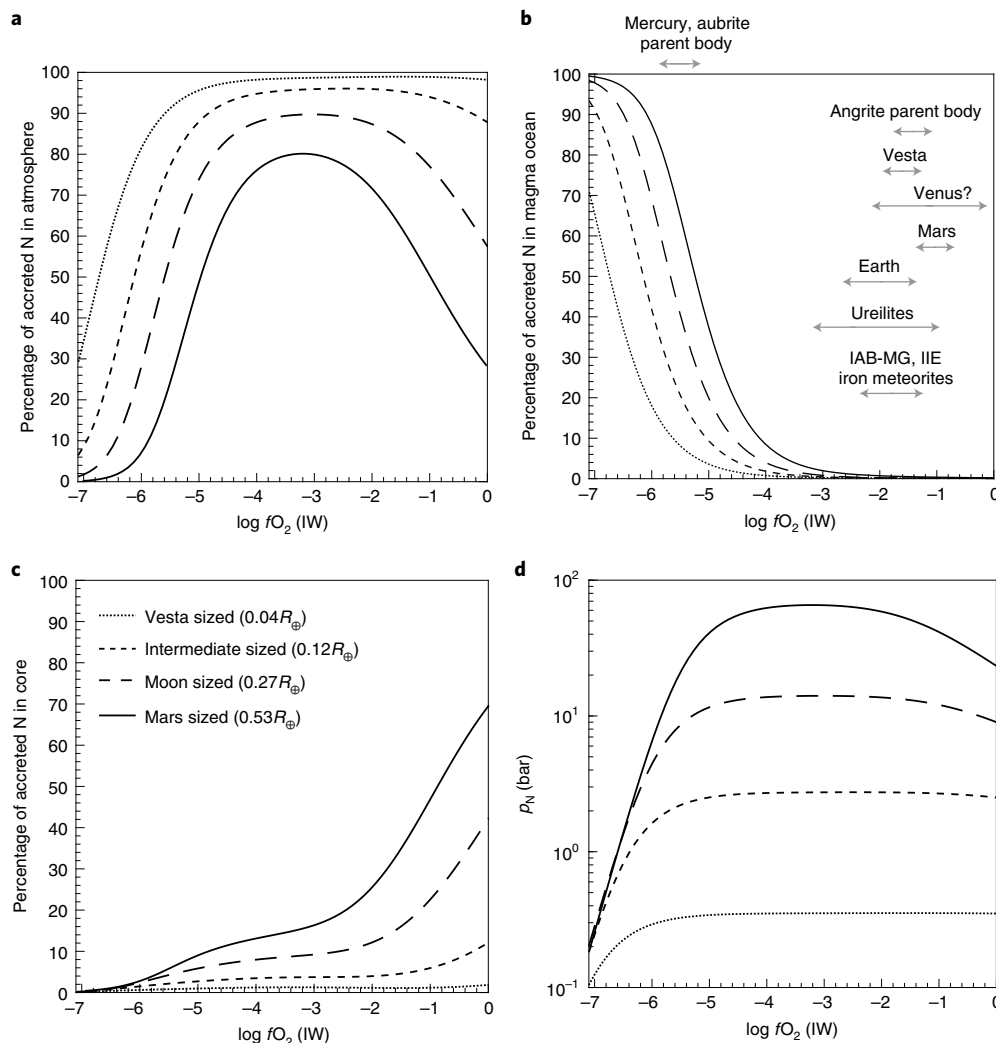 a
Percentage of accreted N in atmosphere
100
90
80
70
60
50
40
30
20
10
0
−7
−6
−5
−4
−3
−2
−1
0
log fO₂ (IW)
b
Mercury, aubrite
parent body
Percentage of accreted N in magma ocean
100
90
80
70
60
50
40
30
20
10
0
Angrite parent body
Vesta
Venus?
Mars
Earth
Ureilites
IAB-MG, IIE
iron meteorites
−7
−6
−5
−4
−3
−2
−1
0
log fO₂ (IW)
c
Percentage of accreted N in core
100
90
80
70
60
50
40
30
20
10
0
Vesta sized (0.04R⊕)
Intermediate sized (0.12R⊕)
Moon sized (0.27R⊕)
Mars sized (0.53R⊕)
−7
−6
−5
−4
−3
−2
−1
0
log fO₂ (IW)
d
p_N (bar)
10²
10¹
10⁰
10⁻¹
−7
−6
−5
−4
−3
−2
−1
0
log fO₂ (IW)